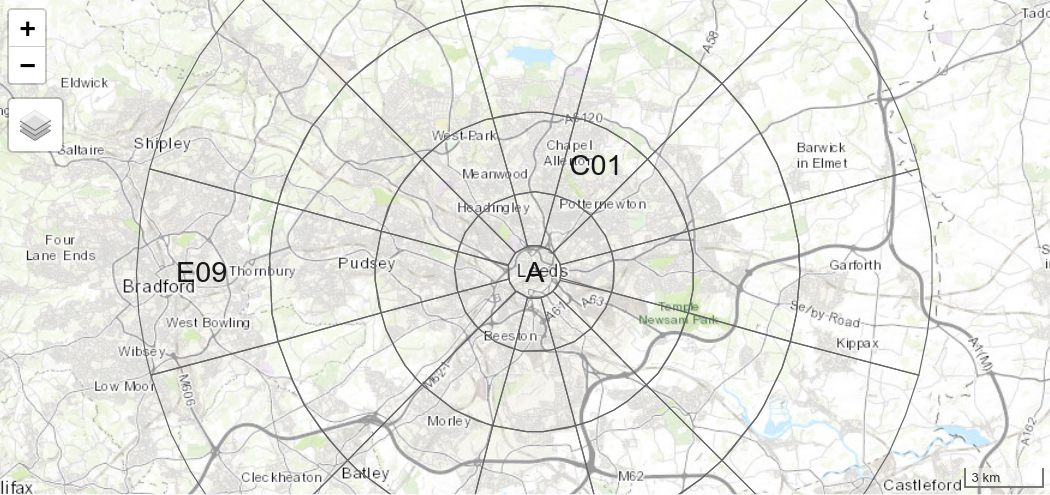 +
−
Tadc
A58
Eldwick
A6120
Shipley
Saltaire
West Park
Chapel
Allerton
C01
Meanwood
Barwick
in Elmet
Headingley
Potternewton
Four
Lane Ends
E09
Thornbury
Pudsey
A
Leeds
Garforth
Bradford
A63
A61
Temple
Newsam Park
Selby Road
West Bowling
Beeston
Kippax
Wibsey
A1(M)
Low Moor
M606
M621
Morley
A162
Cleckheaton
Batley
M62
Castleford
3 km
lifax